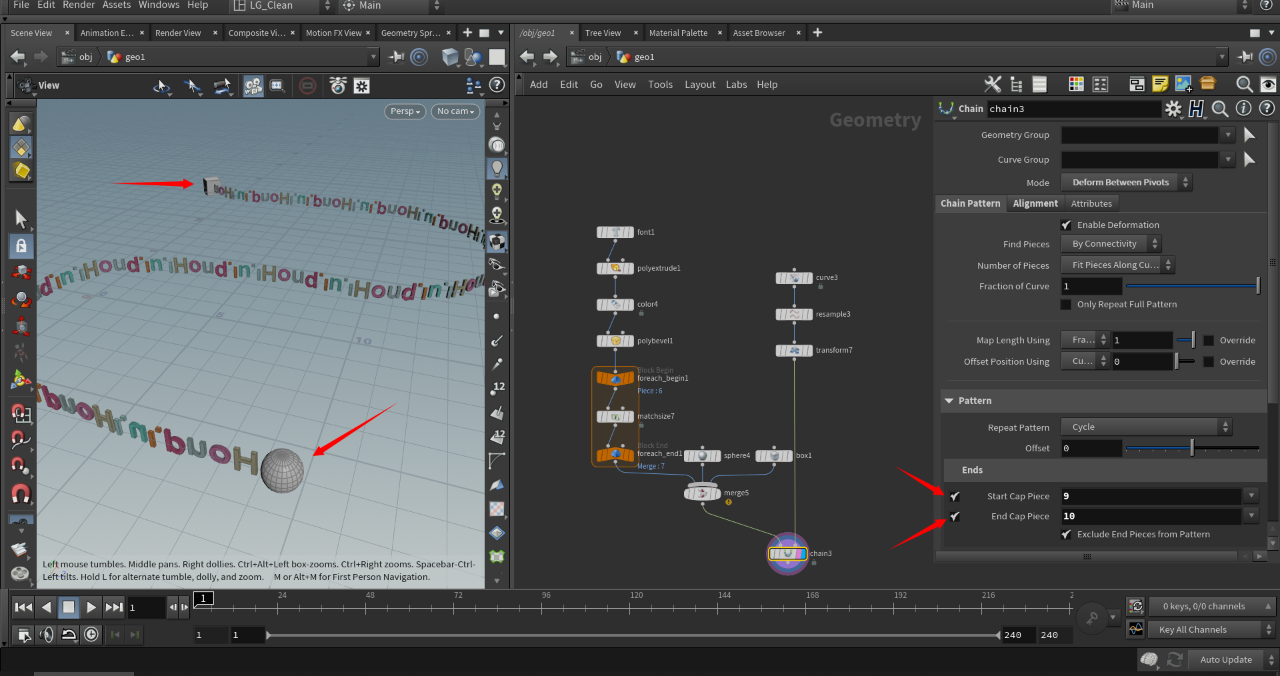 File Edit Render Assets Windows Help LG_Clean Main Main
Scene View Animation E... Render View Composite Vi... Motion FX View Geometry Spr... /obj/geo1 Tree View Material Palette Asset Browser
obj geo1 obj geo1
View Add Edit Go View Tools Layout Labs Help
Persp No cam
Geometry
Chain chain3
Geometry Group
Curve Group
Mode Deform Between Pivots
Chain Pattern Alignment Attributes
Enable Deformation
Find Pieces By Connectivity
Number of Pieces Fit Pieces Along Cu...
Fraction of Curve 1
Only Repeat Full Pattern
Map Length Using Fra... 1 Override
Offset Position Using Cu... 0 Override
Pattern
Repeat Pattern Cycle
Offset 0
Ends
Start Cap Piece 9
End Cap Piece 10
Exclude End Pieces from Pattern
font1
polyextrude1
color4
polybevel1
Block Begin
foreach_begin1
Piece : 6
matchsize7
Block End
foreach_end1
Merge : 7
sphere4
box1
merge5
curve3
resample3
transform7
chain3
10
12
12
Left mouse tumbles. Middle pans. Right dollies. Ctrl+Alt+Left box-zooms. Ctrl+Right zooms. Spacebar-Ctrl-
Left tilts. Hold L for alternate tumble, dolly, and zoom. M or Alt+M for First Person Navigation.
1 1 24 48 72 96 120 144 168 192 216 2
0 keys, 0/0 channels
1 1 240 240 Key All Channels
Auto Update